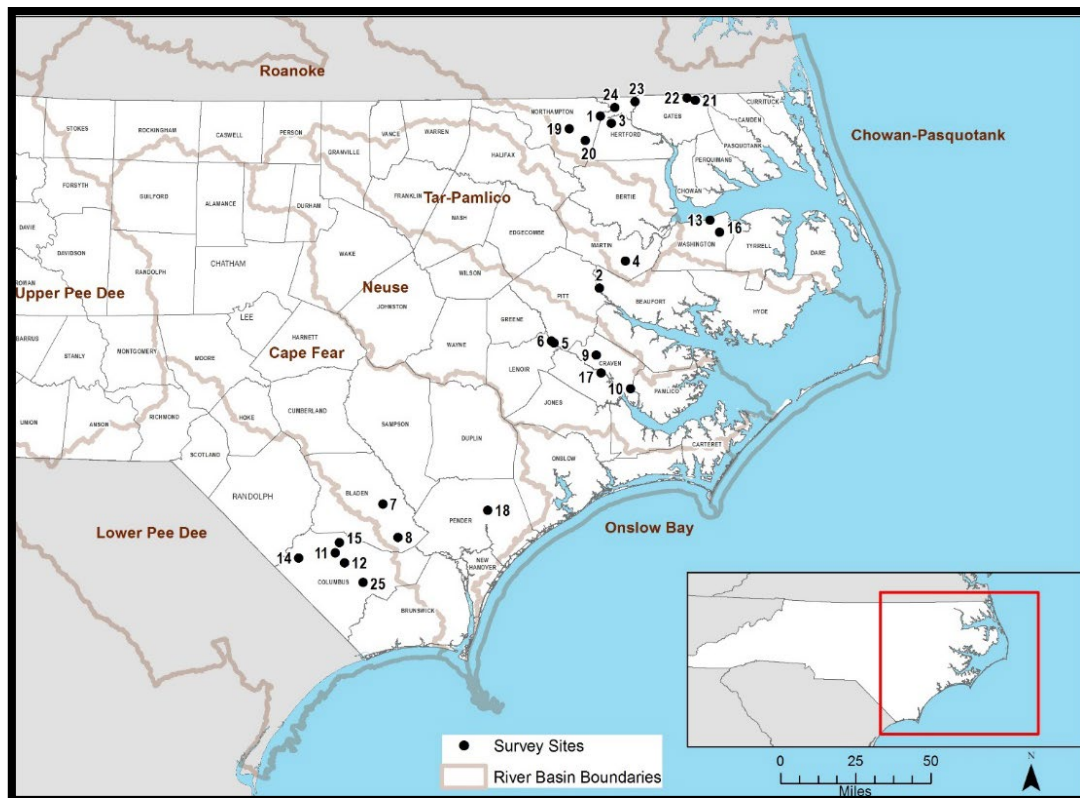 Roanoke
Chowan-Pasquotank
Tar-Pamlico
Upper Pee Dee
Neuse
Cape Fear
Lower Pee Dee
Onslow Bay
STOKES
ROCKINGHAM
CASWELL
PERSON
VANCE
WARREN
NORTHAMPTON
HERTFORD
GATES
CURRITUCK
CAMDEN
PASQUOTANK
PERQUIMANS
CHOWAN
GRANVILLE
HALIFAX
BERTIE
FORSYTH
GUILFORD
ALAMANCE
DURHAM
FRANKLIN
NASH
EDGECOMBE
MARTIN
WASHINGTON
TYRRELL
DARE
DAVIE
DAVIDSON
RANDOLPH
CHATHAM
WAKE
WILSON
PITT
BEAUFORT
HYDE
ROIRAN
LEE
JOHNSTON
GREENE
BARRUS
STANLY
MONTGOMERY
MOORE
HARNETT
WAYNE
LENOIR
CRAVEN
PAMLICO
JONES
UNION
ANSON
RICHMOND
HOKE
CUMBERLAND
SAMPSON
DUPLIN
ONSLOW
CARTERET
SCOTLAND
RANDOLPH
BLADEN
PENDER
NEW
HANOVER
COLUMBUS
BRUNSWICK
24
23
22
21
1
3
19
20
13
16
4
2
6
5
9
17
10
7
18
8
15
11
14
12
25
Survey Sites
River Basin Boundaries
N
0 25 50
Miles